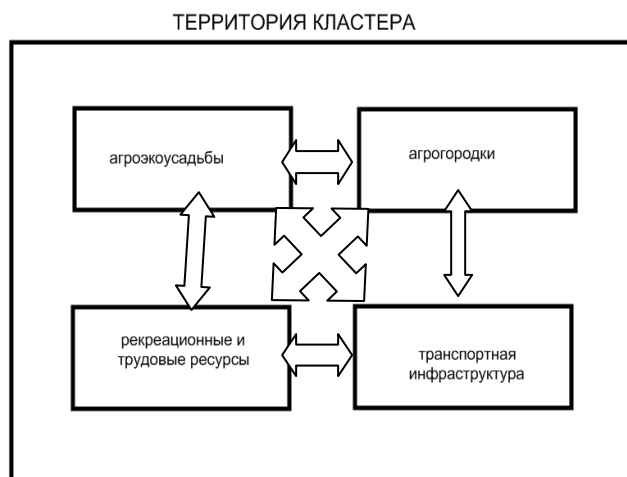 ТЕРРИТОРИЯ КЛАСТЕРА
агроэкоусадьбы
агрогородки
рекреационные и
трудовые ресурсы
транспортная
инфраструктура